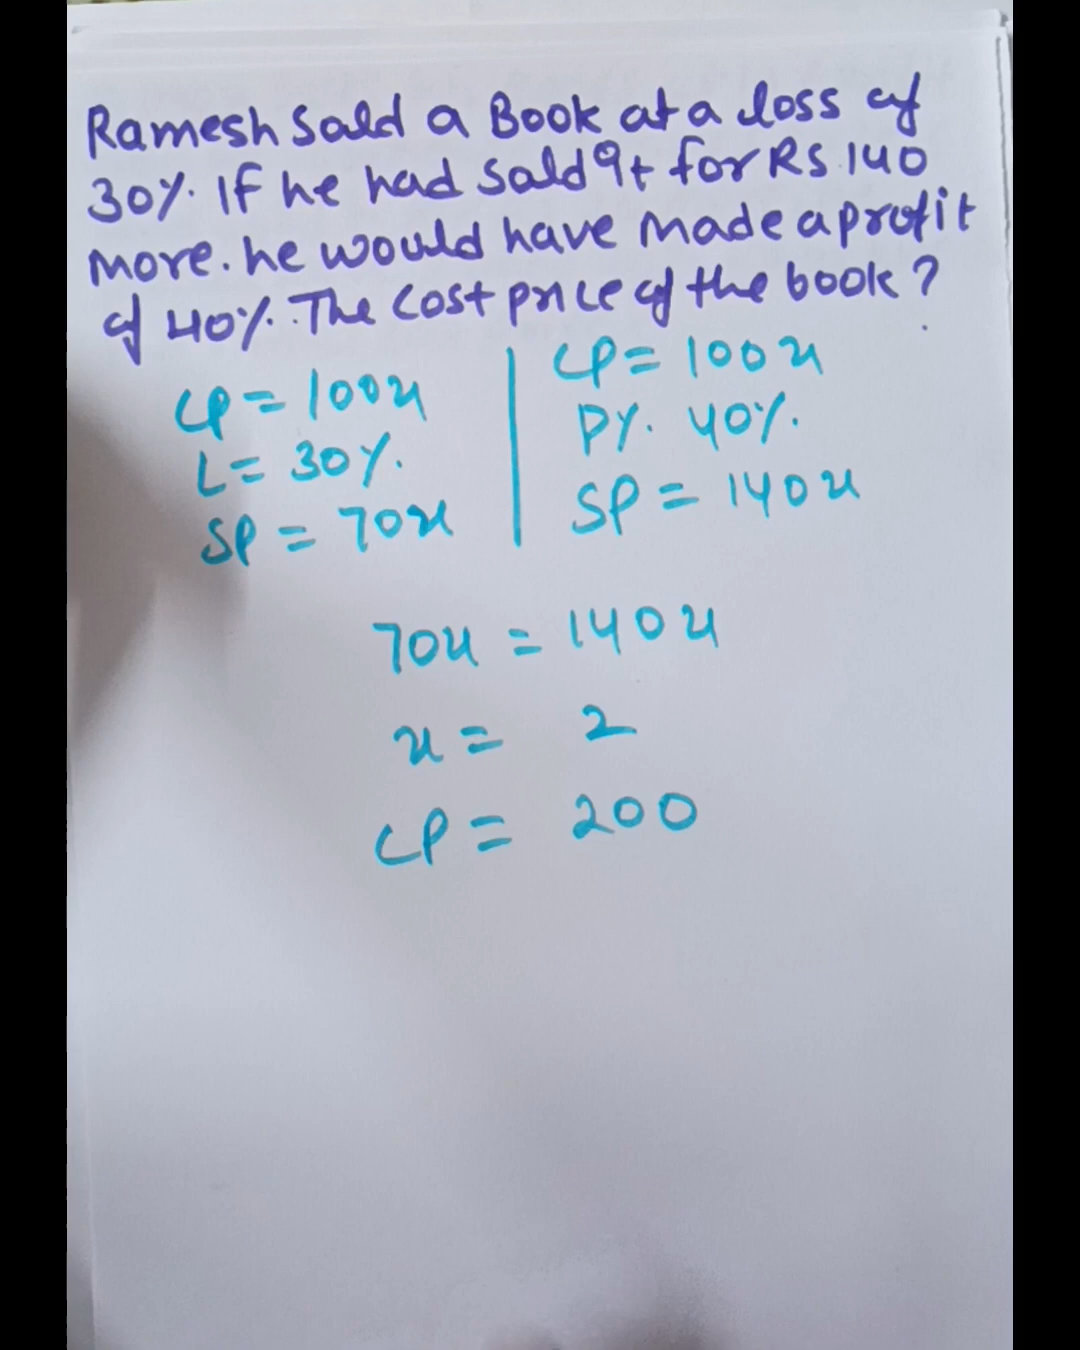 Ramesh Sald a Book at a loss of
30%. If he had Sald It for RS.140
more. he would have made a profit
of 40%. The Cost price of the book?
CP = 100x | CP = 100x
L = 30%. | P%. 40%.
SP = 70x | SP = 140x
70x = 140x
x = 2
CP = 200